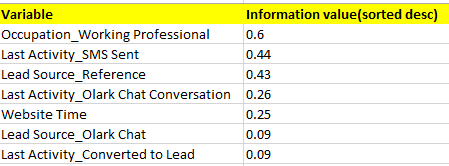 Variable Information value(sorted desc)
Occupation_Working Professional 0.6
Last Activity_SMS Sent 0.44
Lead Source_Reference 0.43
Last Activity_Olark Chat Conversation 0.26
Website Time 0.25
Lead Source_Olark Chat 0.09
Last Activity_Converted to Lead 0.09